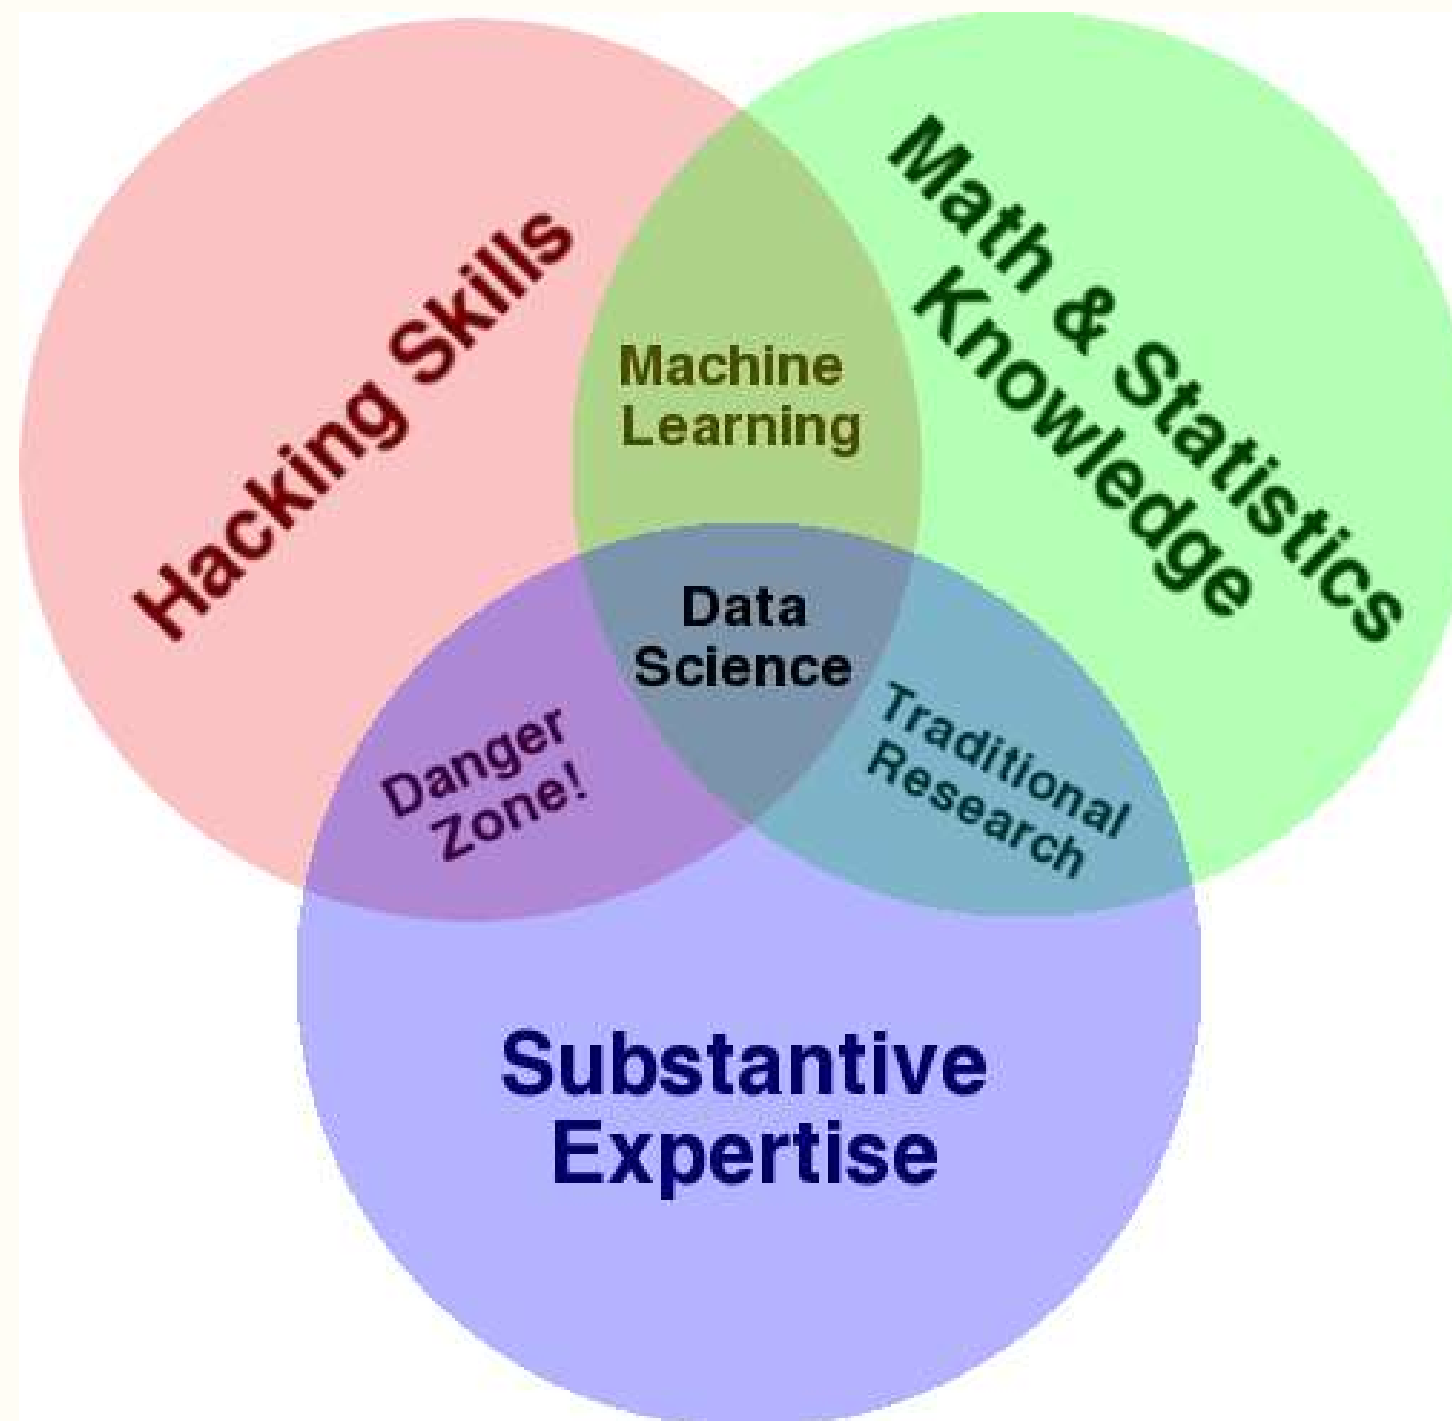 Hacking Skills
Math & Statistics
Knowledge
Machine
Learning
Data
Science
Danger
Zone!
Traditional
Research
Substantive
Expertise